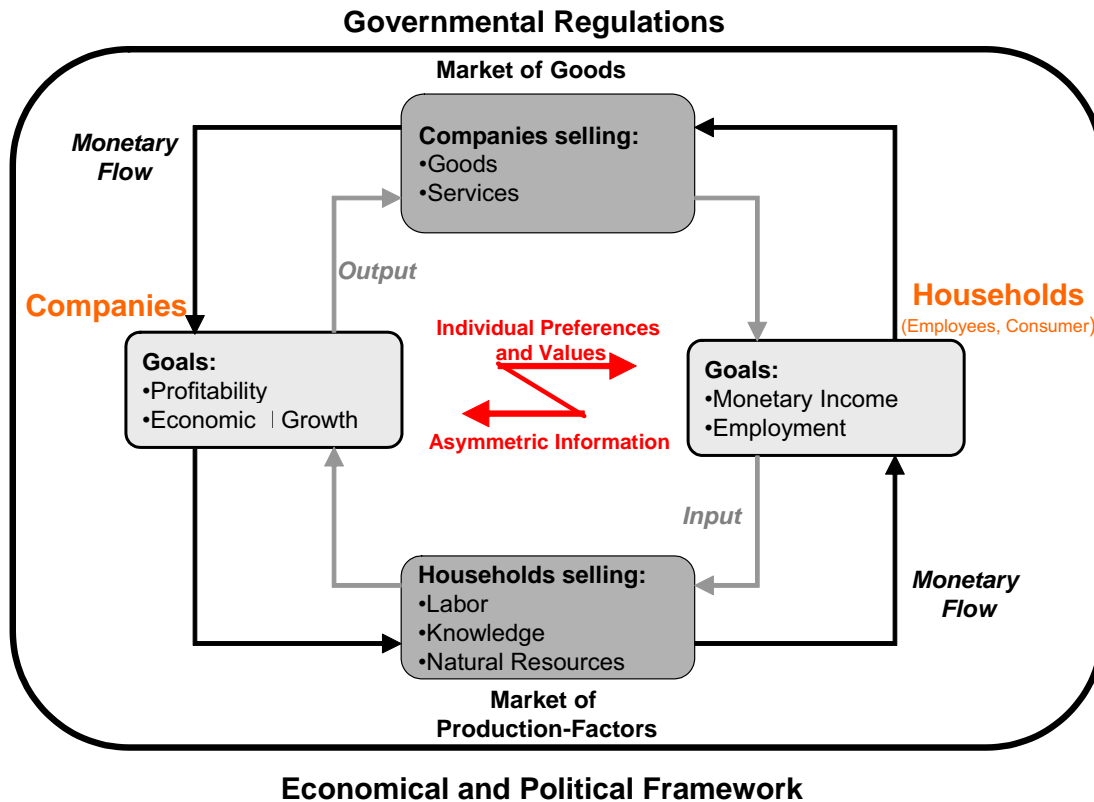 Governmental Regulations
Market of Goods
Monetary
Flow
Companies selling:
•Goods
•Services
Output
Companies
Households
(Employees, Consumer)
Individual Preferences
and Values
Goals:
•Profitability
•Economic | Growth
Goals:
•Monetary Income
•Employment
Asymmetric Information
Input
Households selling:
•Labor
•Knowledge
•Natural Resources
Monetary
Flow
Market of
Production-Factors
Economical and Political Framework